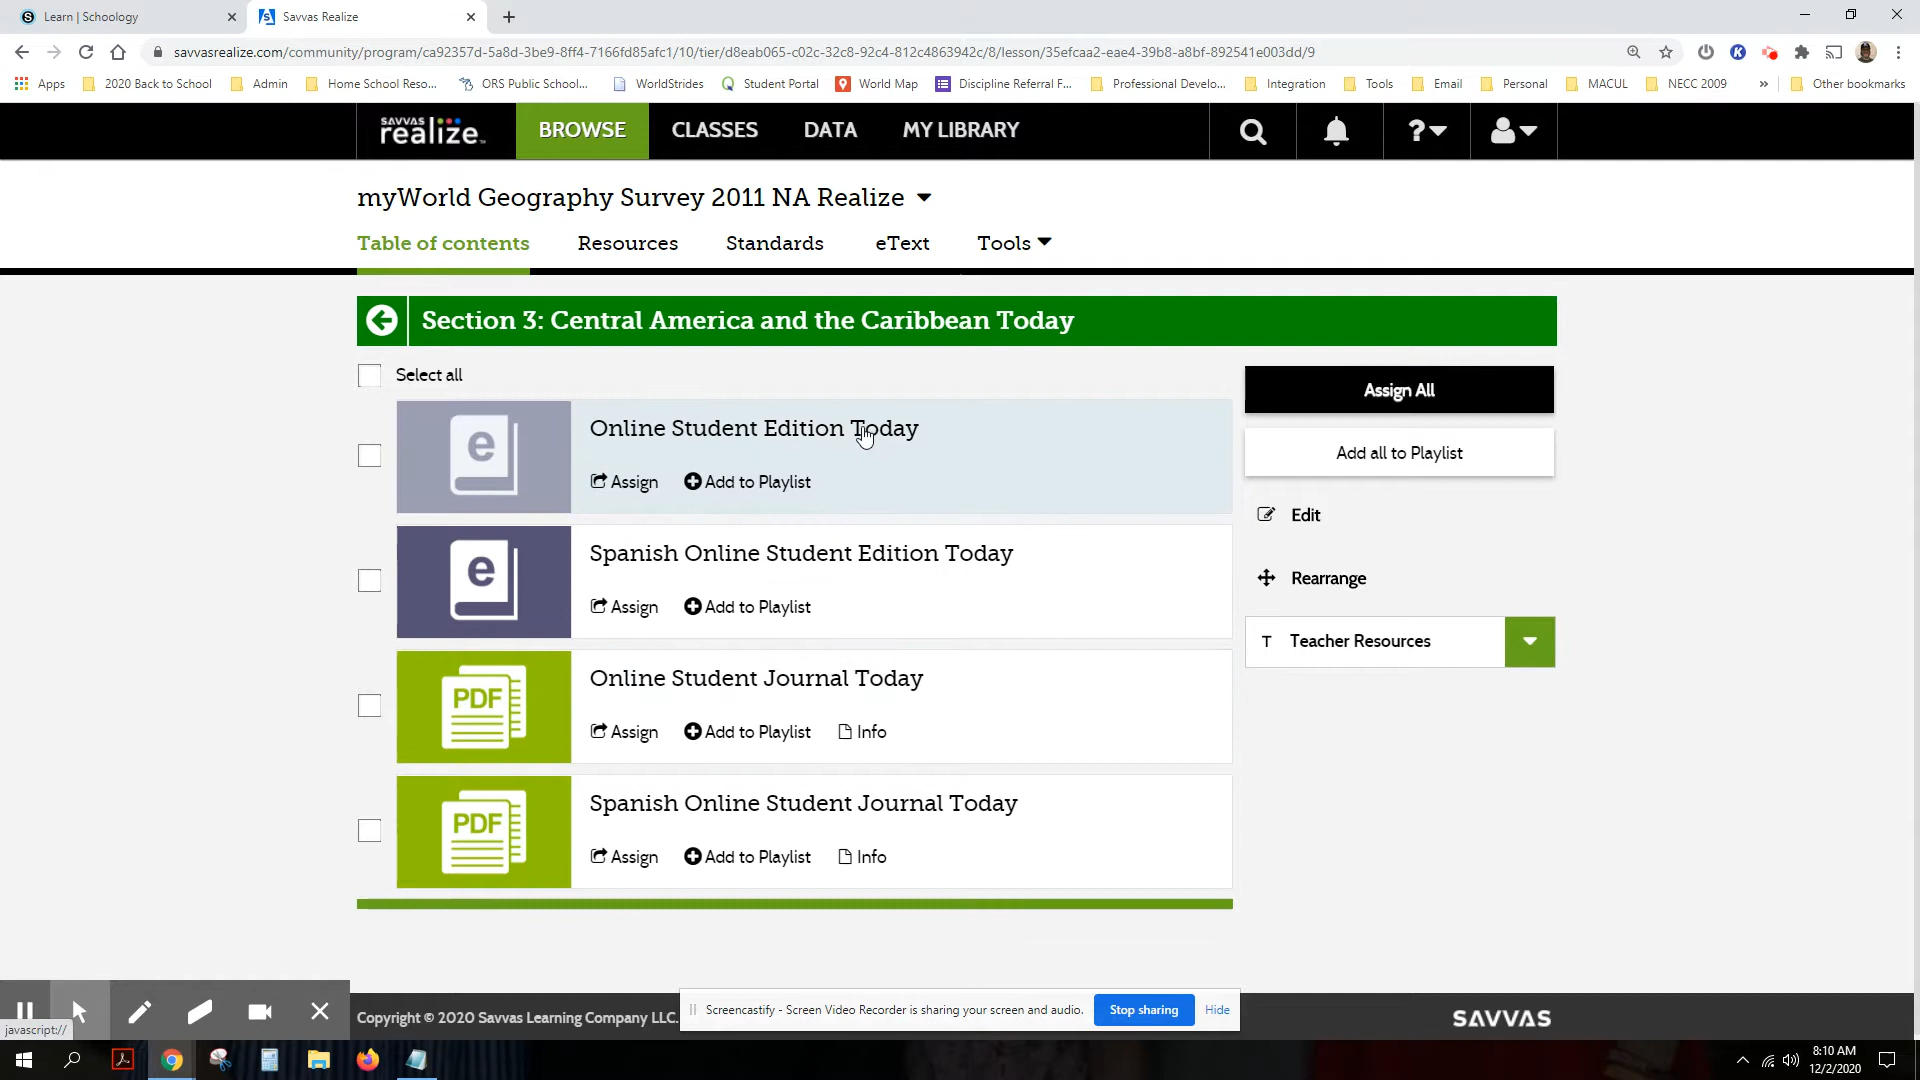 Learn | Schoology
Savvas Realize
savvasrealize.com/community/program/ca92357d-5a8d-3be9-8ff4-7166fd85afc1/10/tier/d8eab065-c02c-32c8-92c4-812c4863942c/8/lesson/35efcaa2-eae4-39b8-a8bf-892541e003dd/9
Apps 2020 Back to School Admin Home School Reso... ORS Public School... WorldStrides Student Portal World Map Discipline Referral F... Professional Develo... Integration Tools Email Personal MACUL NECC 2009 » Other bookmarks
SAVVAS realize™ BROWSE CLASSES DATA MY LIBRARY ?
myWorld Geography Survey 2011 NA Realize
Table of contents Resources Standards eText Tools
Section 3: Central America and the Caribbean Today
Select all
Assign All
Online Student Edition Today
Add all to Playlist
Assign Add to Playlist
Edit
Spanish Online Student Edition Today
Rearrange
Assign Add to Playlist
T Teacher Resources
Online Student Journal Today
PDF
Assign Add to Playlist Info
Spanish Online Student Journal Today
PDF
Assign Add to Playlist Info
Copyright © 2020 Savvas Learning Company LLC.
Screencastify - Screen Video Recorder is sharing your screen and audio. Stop sharing Hide
SAVVAS
javascript://
8:10 AM
12/2/2020